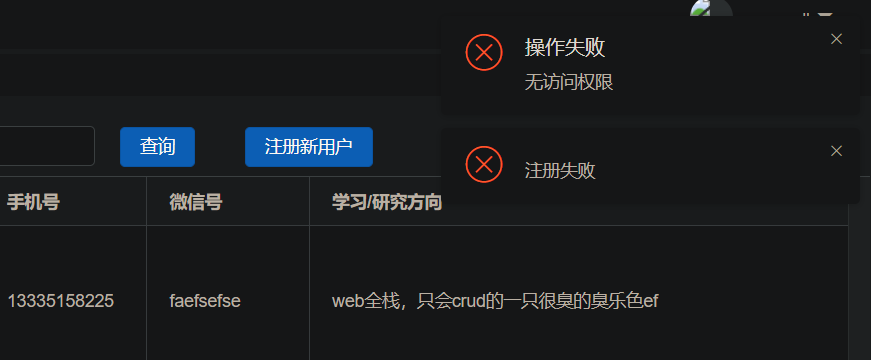 操作失败
无访问权限
查询
注册新用户
注册失败
手机号
微信号
学习/研究方向
13335158225
faefsefse
web全栈，只会crud的一只很臭的臭乐色ef